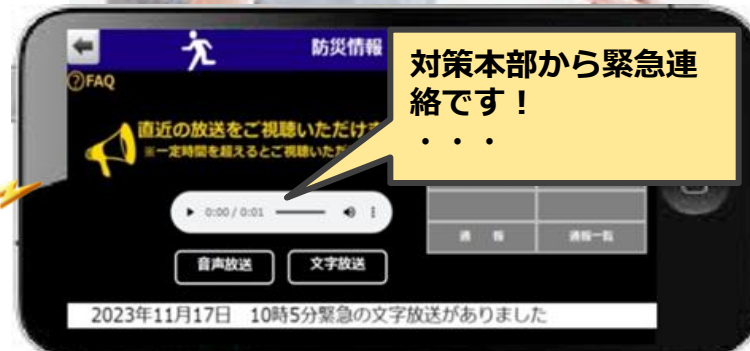 防災情報
対策本部から緊急連
絡です!
・・・
?FAQ
直近の放送をご視聴いただけ
※一定時間を超えるとご視聴いただ
0:00 / 0:01
通 報
通報一覧
音声放送
文字放送
2023年11月17日 10時5分緊急の文字放送がありました